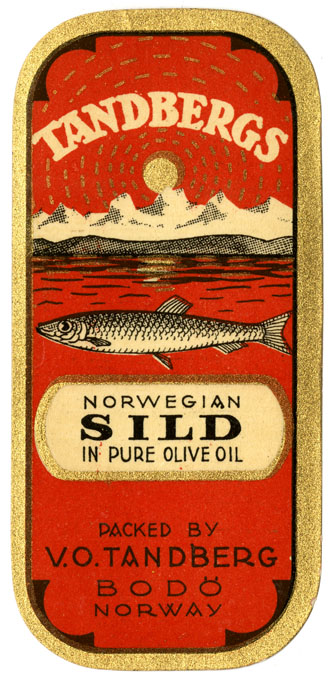 TANDBERGS
NORWEGIAN
SILD
IN PURE OLIVE OIL
PACKED BY
V.O. TANDBERG
BODÖ
NORWAY